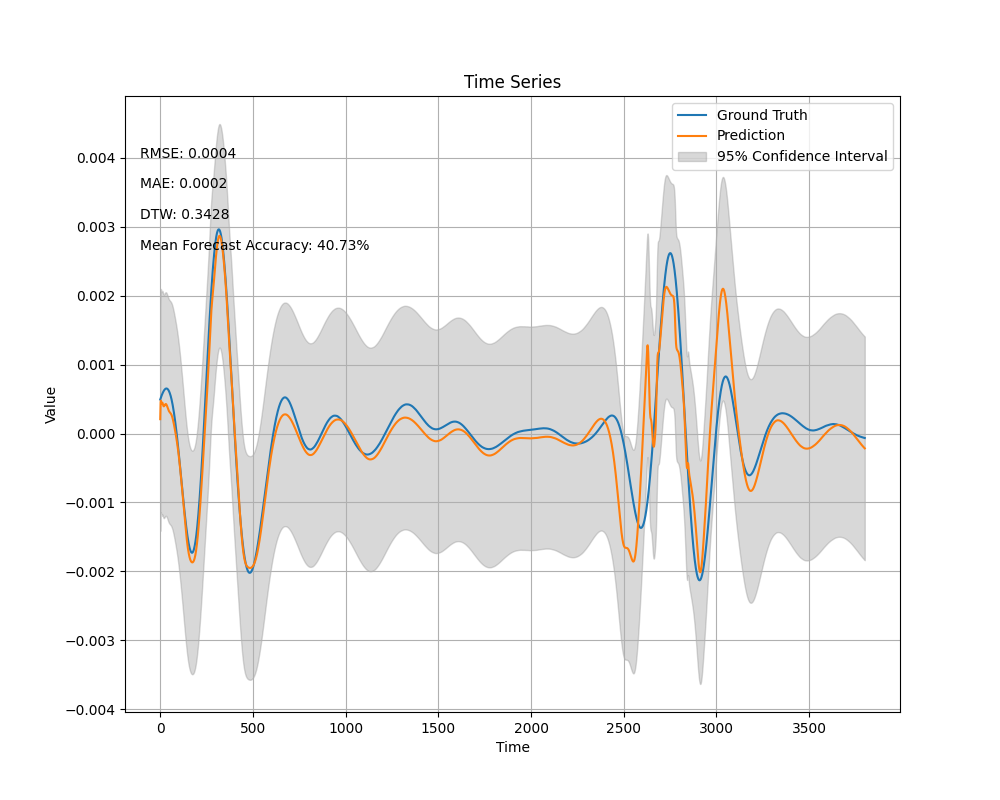 Time Series
Ground Truth
Prediction
95% Confidence Interval
RMSE: 0.0004
MAE: 0.0002
DTW: 0.3428
Mean Forecast Accuracy: 40.73%
Value
0.004
0.003
0.002
0.001
0.000
−0.001
−0.002
−0.003
−0.004
0 500 1000 1500 2000 2500 3000 3500
Time